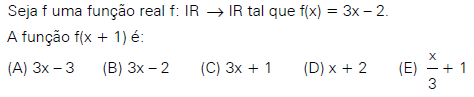 Seja f uma função real f: IR → IR tal que f(x) = 3x – 2.
A função f(x + 1) é:
(A) 3x – 3 (B) 3x – 2 (C) 3x + 1 (D) x + 2 (E) x/3 + 1